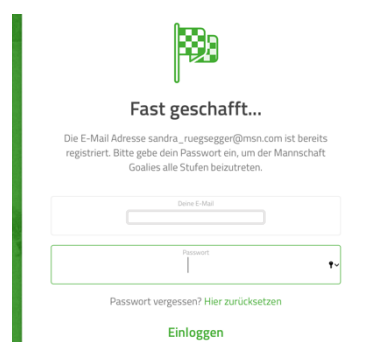 Fast geschafft...
Die E-Mail Adresse sandra_ruegsegger@msn.com ist bereits
registriert. Bitte gebe dein Passwort ein, um der Mannschaft
Goalies alle Stufen beizutreten.
Deine E-Mail
Passwort
Passwort vergessen? Hier zurücksetzen
Einloggen